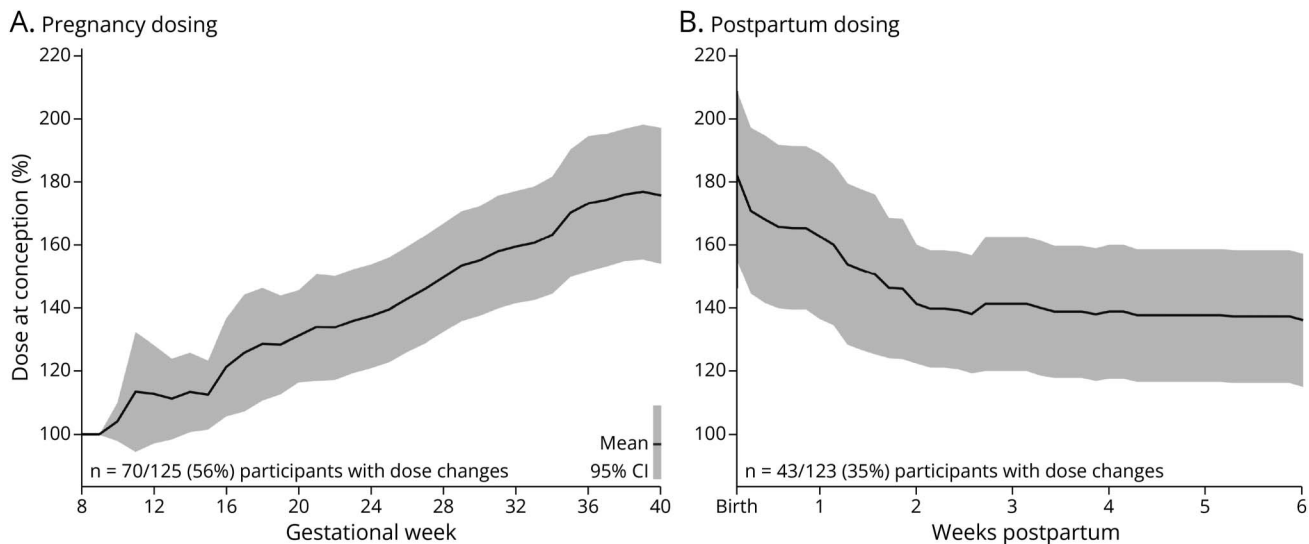 A. Pregnancy dosing
Dose at conception (%)
220
200
180
160
140
120
100
Mean
95% CI
n = 70/125 (56%) participants with dose changes
8 12 16 20 24 28 32 36 40
Gestational week
B. Postpartum dosing
220
200
180
160
140
120
100
n = 43/123 (35%) participants with dose changes
Birth 1 2 3 4 5 6
Weeks postpartum